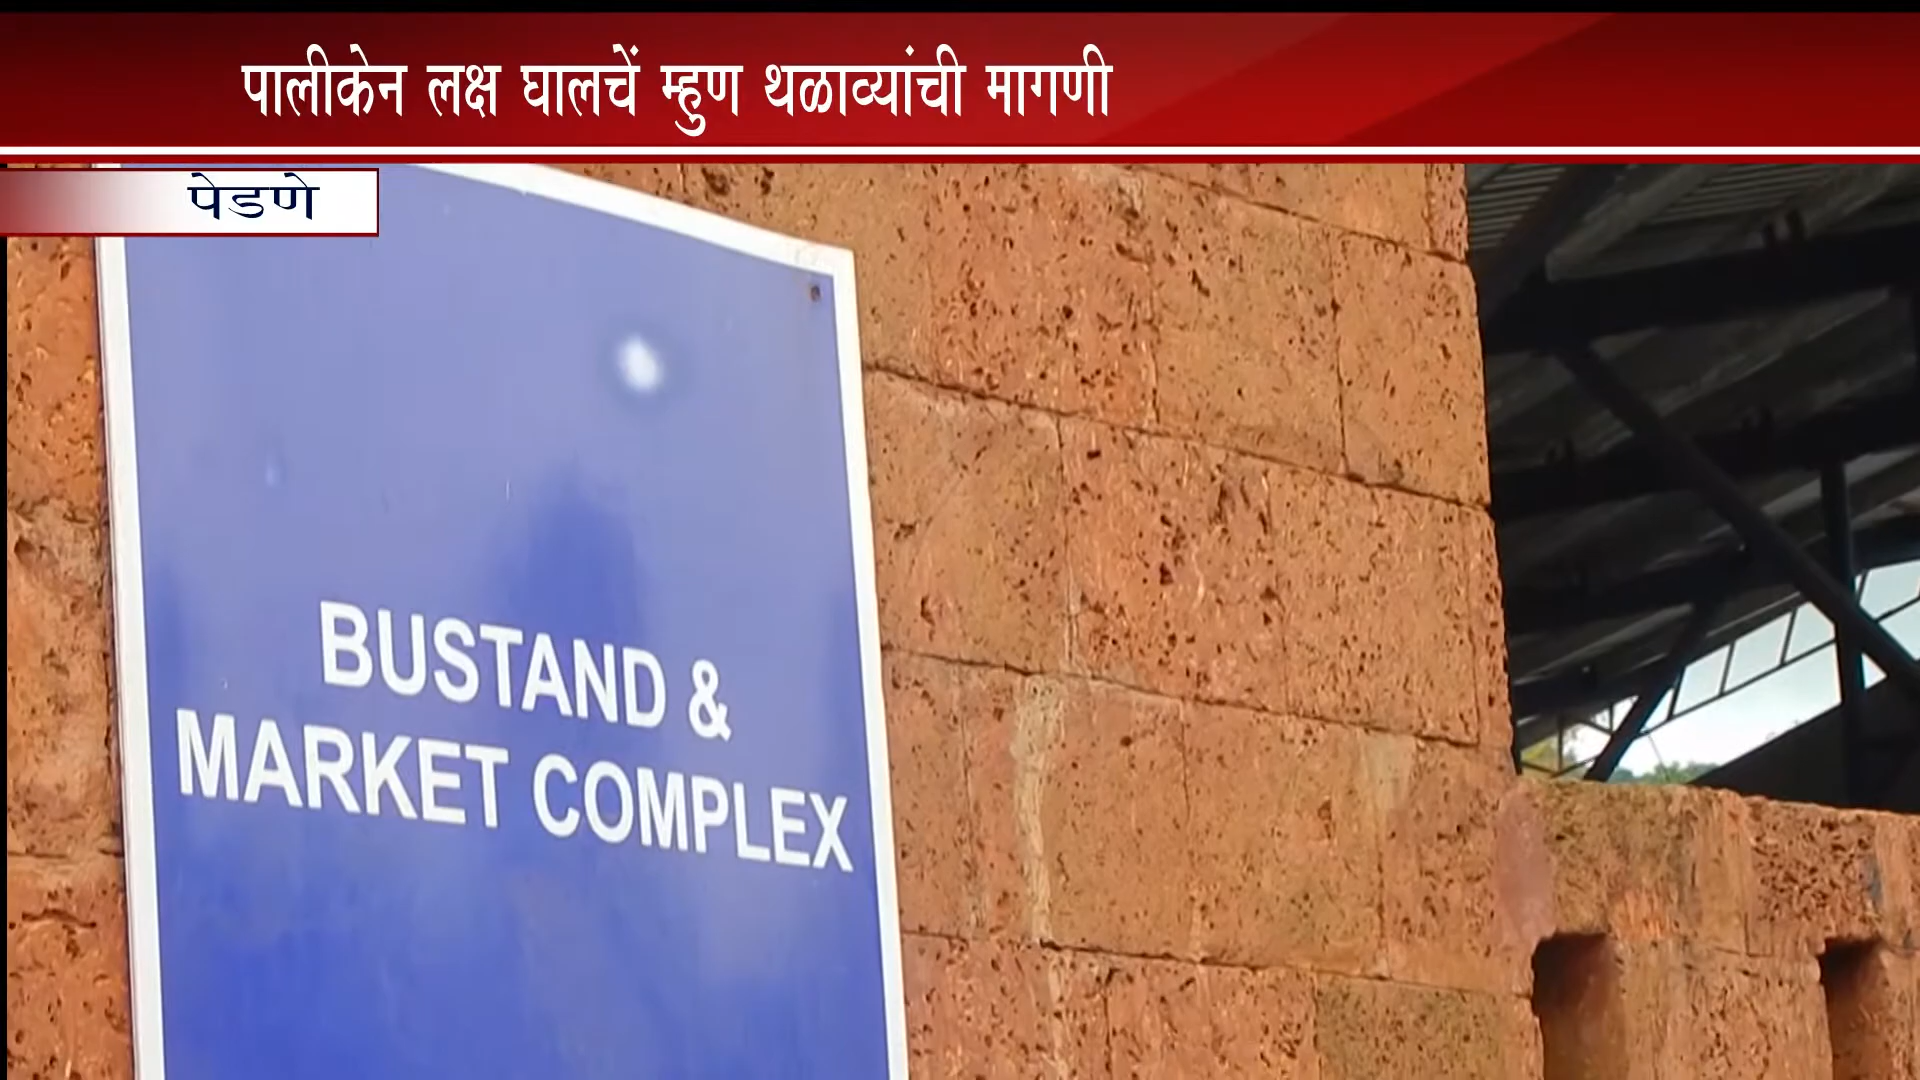 पालीकेन लक्ष घालचें म्हुण थळाव्यांची मागणी
पेडणे
BUSTAND &
MARKET COMPLEX